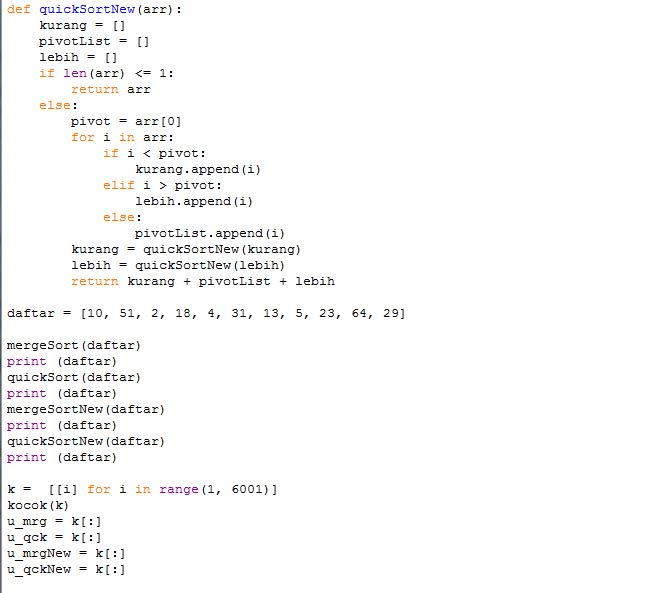 def quickSortNew(arr):
    kurang = []
    pivotList = []
    lebih = []
    if len(arr) <= 1:
        return arr
    else:
        pivot = arr[0]
        for i in arr:
            if i < pivot:
                kurang.append(i)
            elif i > pivot:
                lebih.append(i)
            else:
                pivotList.append(i)
        kurang = quickSortNew(kurang)
        lebih = quickSortNew(lebih)
        return kurang + pivotList + lebih
daftar = [10, 51, 2, 18, 4, 31, 13, 5, 23, 64, 29]
mergeSort(daftar)
print (daftar)
quickSort(daftar)
print (daftar)
mergeSortNew(daftar)
print (daftar)
quickSortNew(daftar)
print (daftar)
k =  [[i] for i in range(1, 6001)]
kocok(k)
u_mrg = k[:]
u_qck = k[:]
u_mrgNew = k[:]
u_qckNew = k[:]